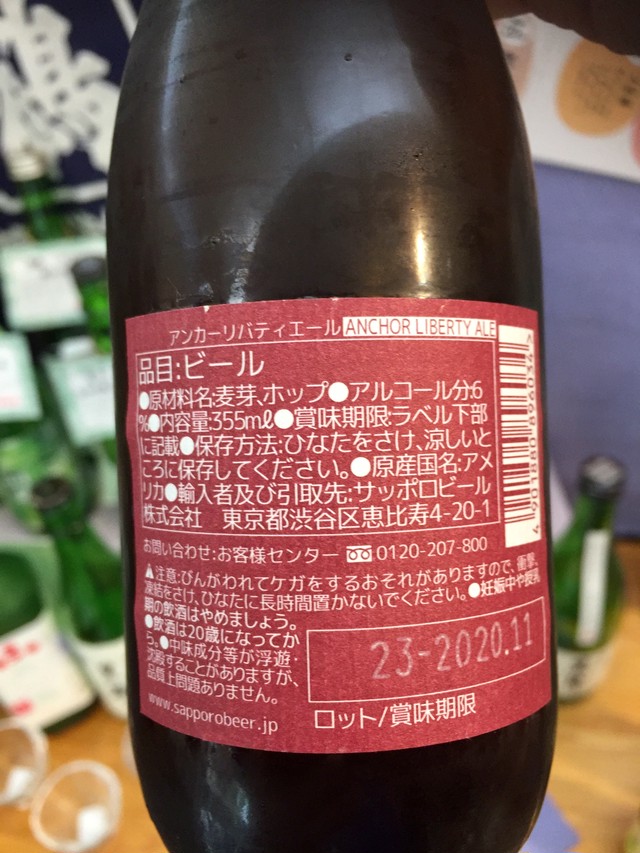 アンカーリバティエール ANCHOR LIBERTY ALE
品目:ビール
●原材料名:麦芽、ホップ●アルコール分:6
%●内容量:355mℓ●賞味期限:ラベル下部
に記載●保存方法:ひなたをさけ、涼しいと
ころに保存してください。●原産国名:アメ
リカ●輸入者及び引取先:サッポロビール
株式会社 東京都渋谷区恵比寿4-20-1
お問い合わせ:お客様センター 0120-207-800
⚠注意:びんがわれてケガをするおそれがありますので、衝撃、
凍結をさけ、ひなたに長時間置かないでください。●妊娠中や授乳
期の飲酒はやめましょう。
●飲酒は20歳になってか
ら。●中味成分等が浮遊・
沈殿することがありますが、
品質上問題ありません。
www.sapporobeer.jp
23-2020.11
ロット/賞味期限